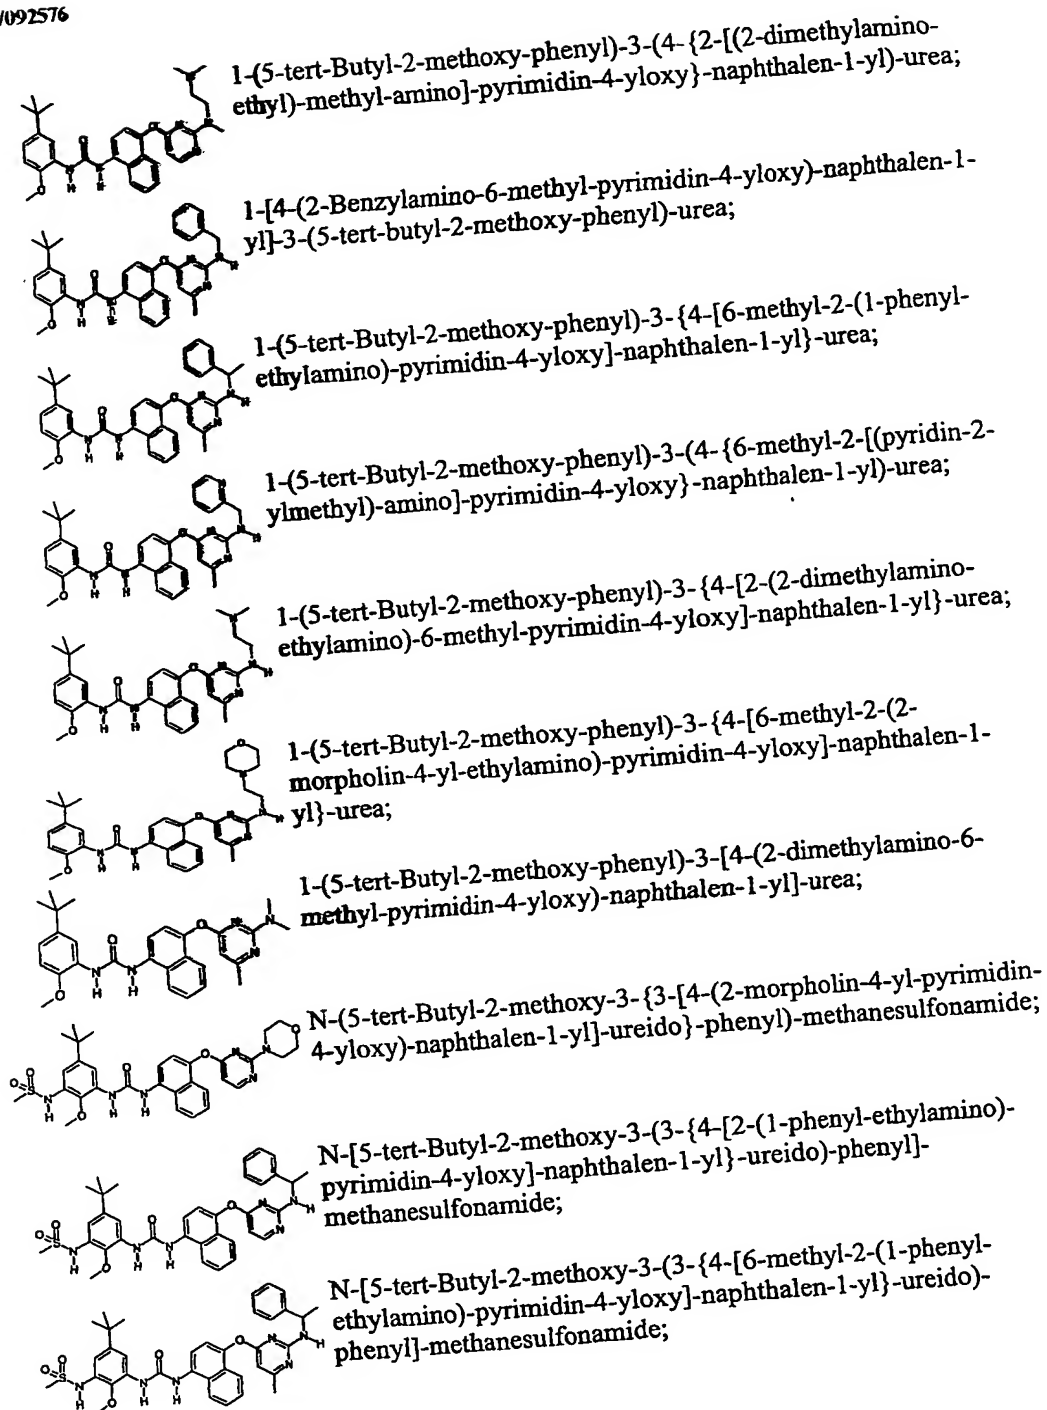 /092576
1-(5-tert-Butyl-2-methoxy-phenyl)-3-(4-{2-[(2-dimethylamino-
ethyl)-methyl-amino]-pyrimidin-4-yloxy}-naphthalen-1-yl)-urea;
1-[4-(2-Benzylamino-6-methyl-pyrimidin-4-yloxy)-naphthalen-1-
yl]-3-(5-tert-butyl-2-methoxy-phenyl)-urea;
1-(5-tert-Butyl-2-methoxy-phenyl)-3-{4-[6-methyl-2-(1-phenyl-
ethylamino)-pyrimidin-4-yloxy]-naphthalen-1-yl}-urea;
1-(5-tert-Butyl-2-methoxy-phenyl)-3-(4-{6-methyl-2-[(pyridin-2-
ylmethyl)-amino]-pyrimidin-4-yloxy}-naphthalen-1-yl)-urea;
1-(5-tert-Butyl-2-methoxy-phenyl)-3-{4-[2-(2-dimethylamino-
ethylamino)-6-methyl-pyrimidin-4-yloxy]-naphthalen-1-yl}-urea;
1-(5-tert-Butyl-2-methoxy-phenyl)-3-{4-[6-methyl-2-(2-
morpholin-4-yl-ethylamino)-pyrimidin-4-yloxy]-naphthalen-1-
yl}-urea;
1-(5-tert-Butyl-2-methoxy-phenyl)-3-[4-(2-dimethylamino-6-
methyl-pyrimidin-4-yloxy)-naphthalen-1-yl]-urea;
N-(5-tert-Butyl-2-methoxy-3-{3-[4-(2-morpholin-4-yl-pyrimidin-
4-yloxy)-naphthalen-1-yl]-ureido}-phenyl)-methanesulfonamide;
N-[5-tert-Butyl-2-methoxy-3-(3-{4-[2-(1-phenyl-ethylamino)-
pyrimidin-4-yloxy]-naphthalen-1-yl}-ureido)-phenyl]-
methanesulfonamide;
N-[5-tert-Butyl-2-methoxy-3-(3-{4-[6-methyl-2-(1-phenyl-
ethylamino)-pyrimidin-4-yloxy]-naphthalen-1-yl}-ureido)-
phenyl]-methanesulfonamide;